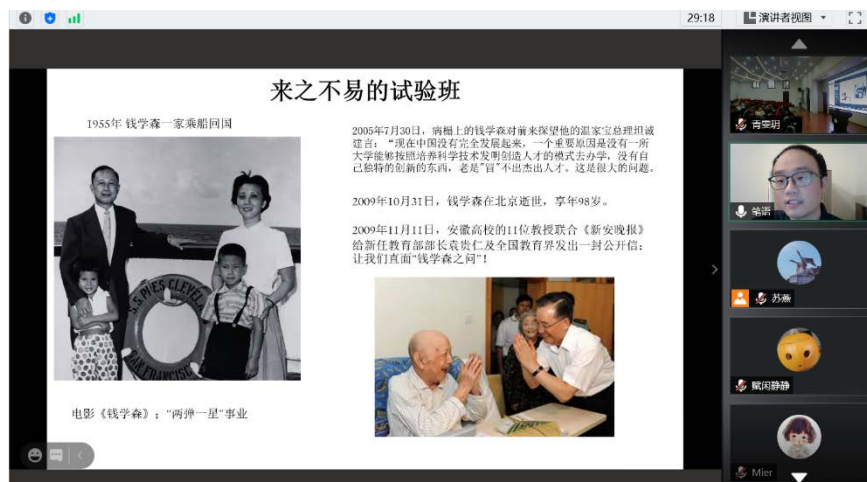 29:18
演讲者视图
来之不易的试验班
1955年 钱学森一家乘船回国
S.S. PRES CLEVEL
SAN FRANCISCO
电影《钱学森》;“两弹一星”事业
2005年7月30日,病榻上的钱学森对前来探望他的温家宝总理坦诚
建言:“现在中国没有完全发展起来,一个重要原因是没有一所
大学能够按照培养科学技术发明创造人才的模式去办学,没有自
己独特的创新的东西,老是"冒"不出杰出人才。这是很大的问题。
2009年10月31日,钱学森在北京逝世,享年98岁。
2009年11月11日,安徽高校的11位教授联合《新安晚报》
给新任教育部部长袁贵仁及全国教育界发出一封公开信:
让我们直面“钱学森之问”!
笔语
苏燕
赋闲静静
Mier